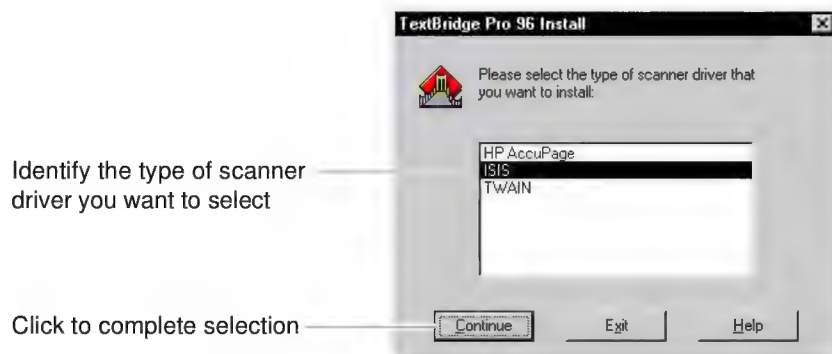 TextBridge Pro 96 Install
Please select the type of scanner driver that
you want to install:
HP AccuPage
ISIS
TWAIN
Identify the type of scanner
driver you want to select
Click to complete selection
Continue
Exit
Help